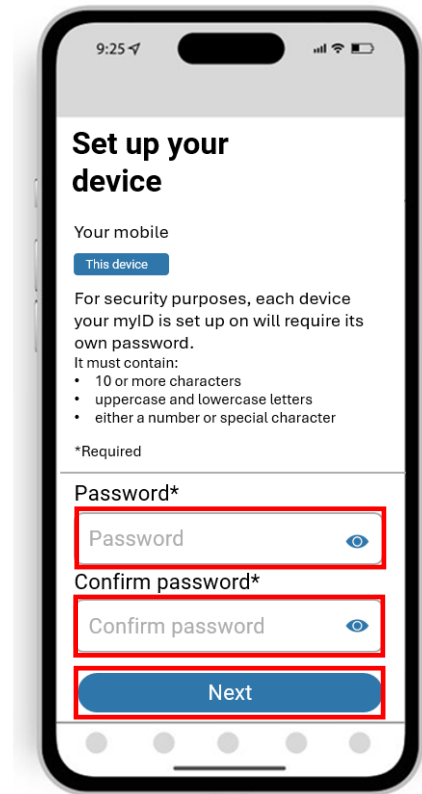 9:25
Set up your
device
Your mobile
This device
For security purposes, each device
your myID is set up on will require its
own password.
It must contain:
• 10 or more characters
• uppercase and lowercase letters
• either a number or special character
*Required
Password*
Password
Confirm password*
Confirm password
Next